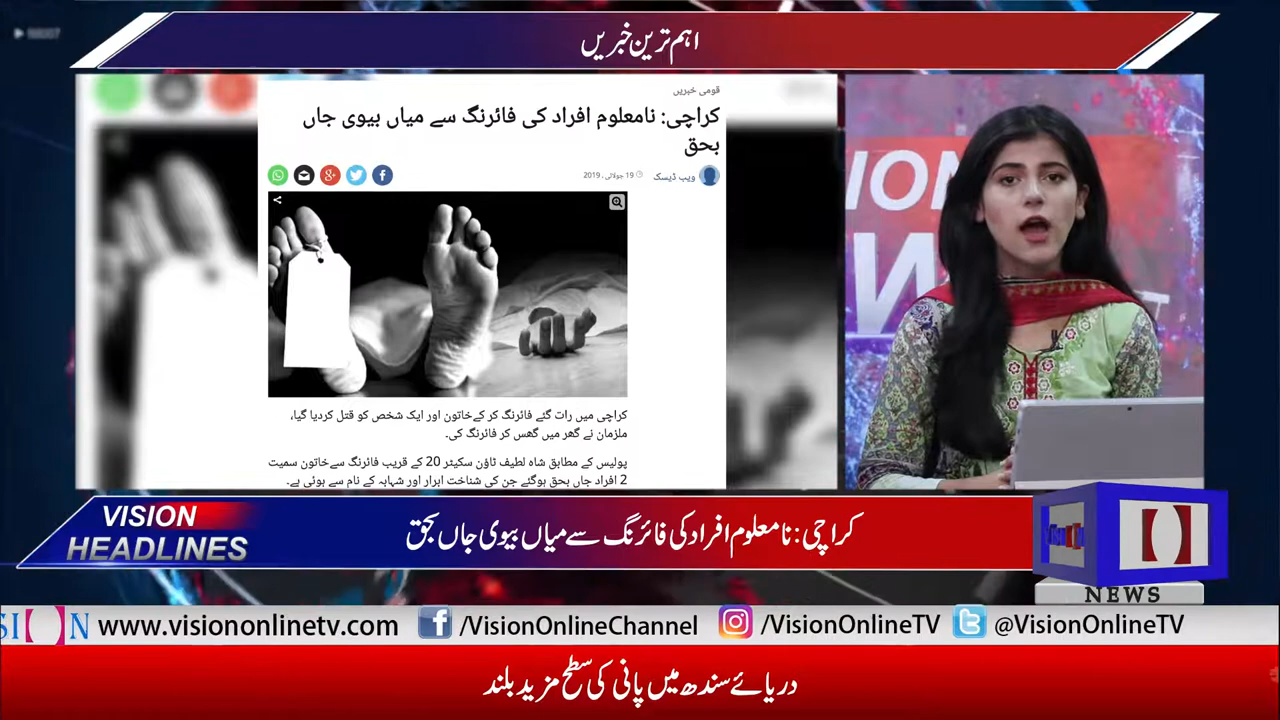 اہم ترین خبریں
قومی خبریں
کراچی: نامعلوم افراد کی فائرنگ سے میاں بیوی جاں
بحق
ویب ڈیسک
19 جولائی، 2019
کراچی میں رات گئے فائرنگ کر کےخاتون اور ایک شخص کو قتل کردیا گیا،
ملزمان نے گھر میں گھس کر فائرنگ کی۔
پولیس کے مطابق شاہ لطیف ٹاؤن سکیٹر 20 کے قریب فائرنگ سےخاتون سمیت
2 افراد جاں بحق ہوگئے جن کی شناخت ابرار اور شہابہ کے نام سے ہوئی ہے۔
ION
VISION
HEADLINES
کراچی: نامعلوم افراد کی فائرنگ سے میاں بیوی جاں بحق
NEWS
www.visiononlinetv.com
/VisionOnlineChannel
/VisionOnlineTV
@VisionOnlineTV
دریائے سندھ میں پانی کی سطح مزید بلند